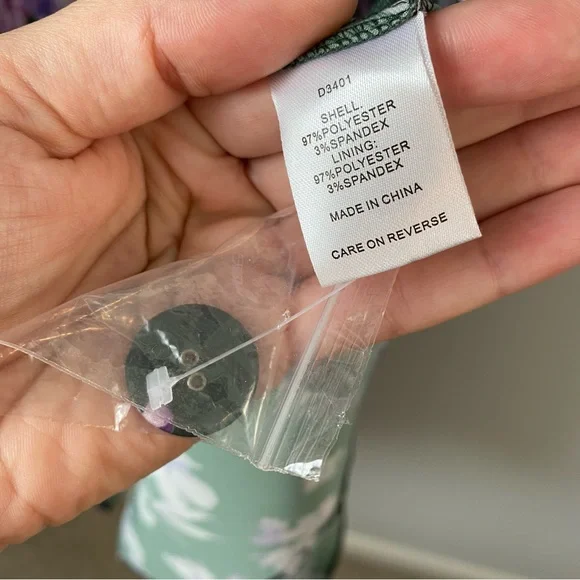 D3401
SHELL:
97%POLYESTER
3%SPANDEX
LINING:
97%POLYESTER
3%SPANDEX
MADE IN CHINA
CARE ON REVERSE